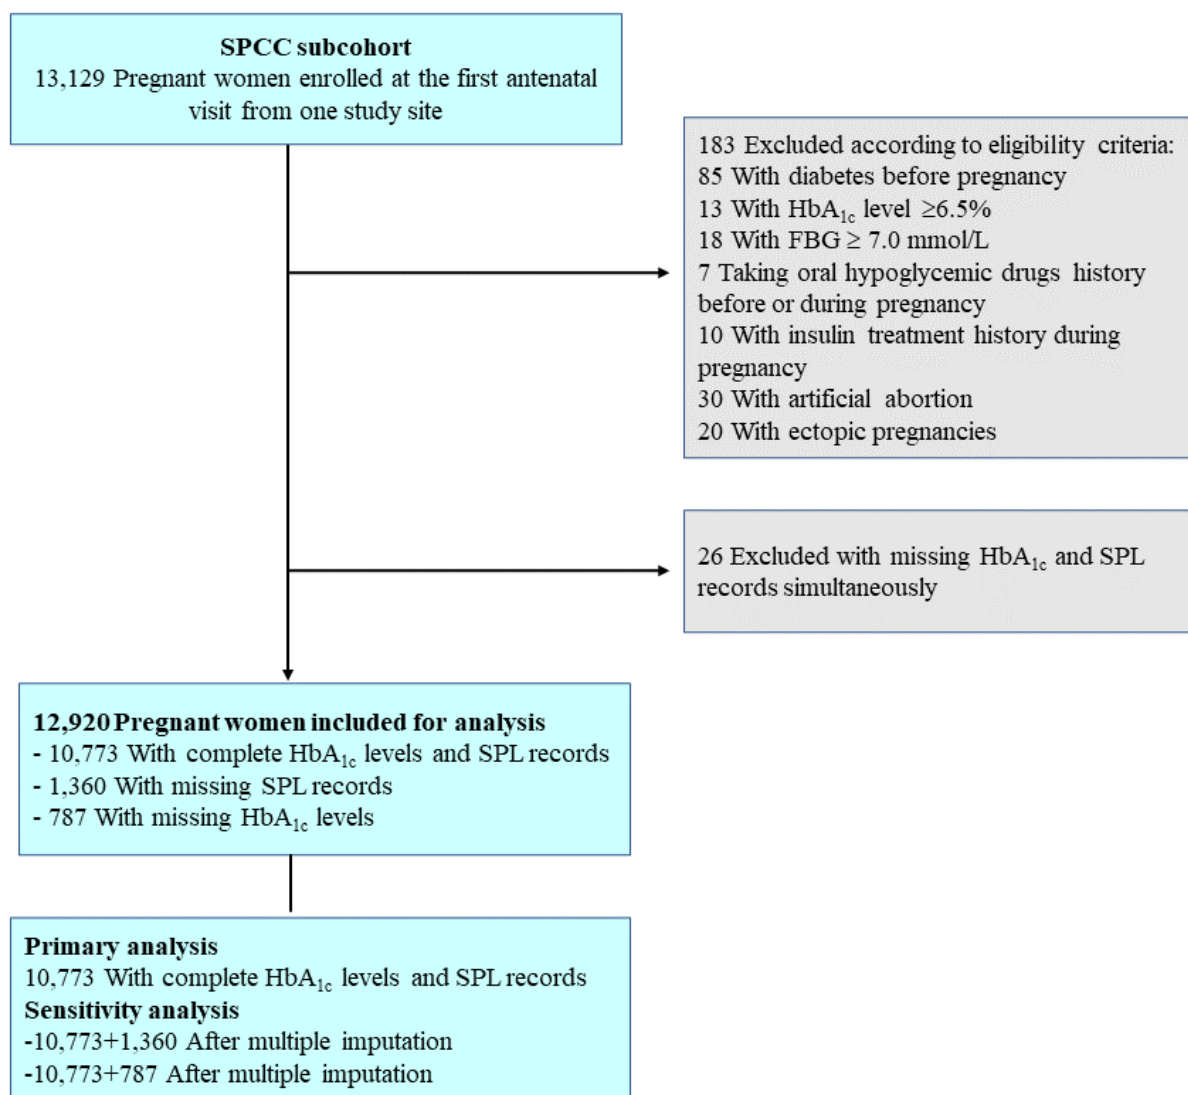 SPCC subcohort
13,129 Pregnant women enrolled at the first antenatal
visit from one study site
183 Excluded according to eligibility criteria:
85 With diabetes before pregnancy
13 With HbA1c level ≥6.5%
18 With FBG ≥ 7.0 mmol/L
7 Taking oral hypoglycemic drugs history
before or during pregnancy
10 With insulin treatment history during
pregnancy
30 With artificial abortion
20 With ectopic pregnancies
26 Excluded with missing HbA1c and SPL
records simultaneously
12,920 Pregnant women included for analysis
- 10,773 With complete HbA1c levels and SPL records
- 1,360 With missing SPL records
- 787 With missing HbA1c levels
Primary analysis
10,773 With complete HbA1c levels and SPL records
Sensitivity analysis
-10,773+1,360 After multiple imputation
-10,773+787 After multiple imputation